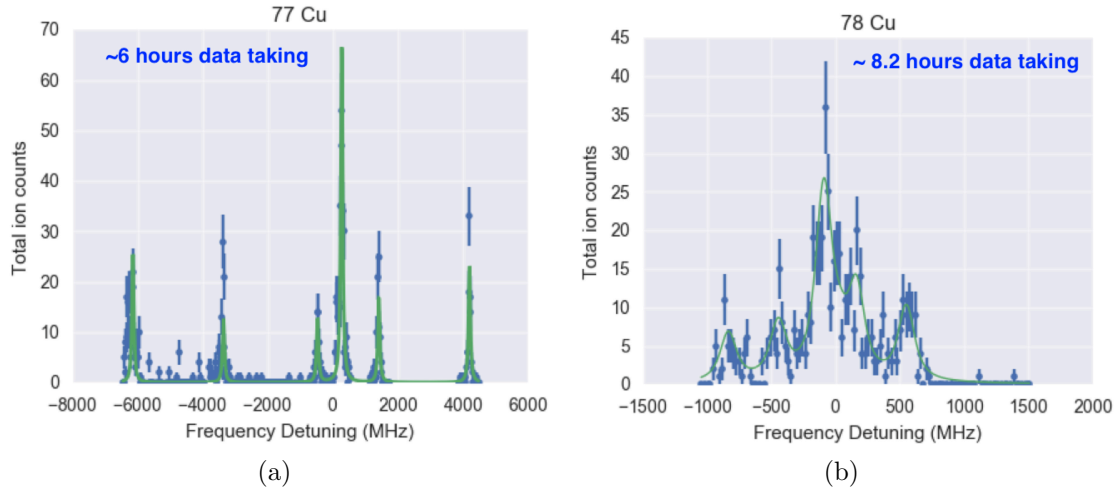 77 Cu
~6 hours data taking
Total ion counts
70
60
50
40
30
20
10
0
−8000 −6000 −4000 −2000 0 2000 4000 6000
Frequency Detuning (MHz)
(a)
78 Cu
~ 8.2 hours data taking
Total ion counts
45
40
35
30
25
20
15
10
5
0
−1500 −1000 −500 0 500 1000 1500 2000
Frequency Detuning (MHz)
(b)